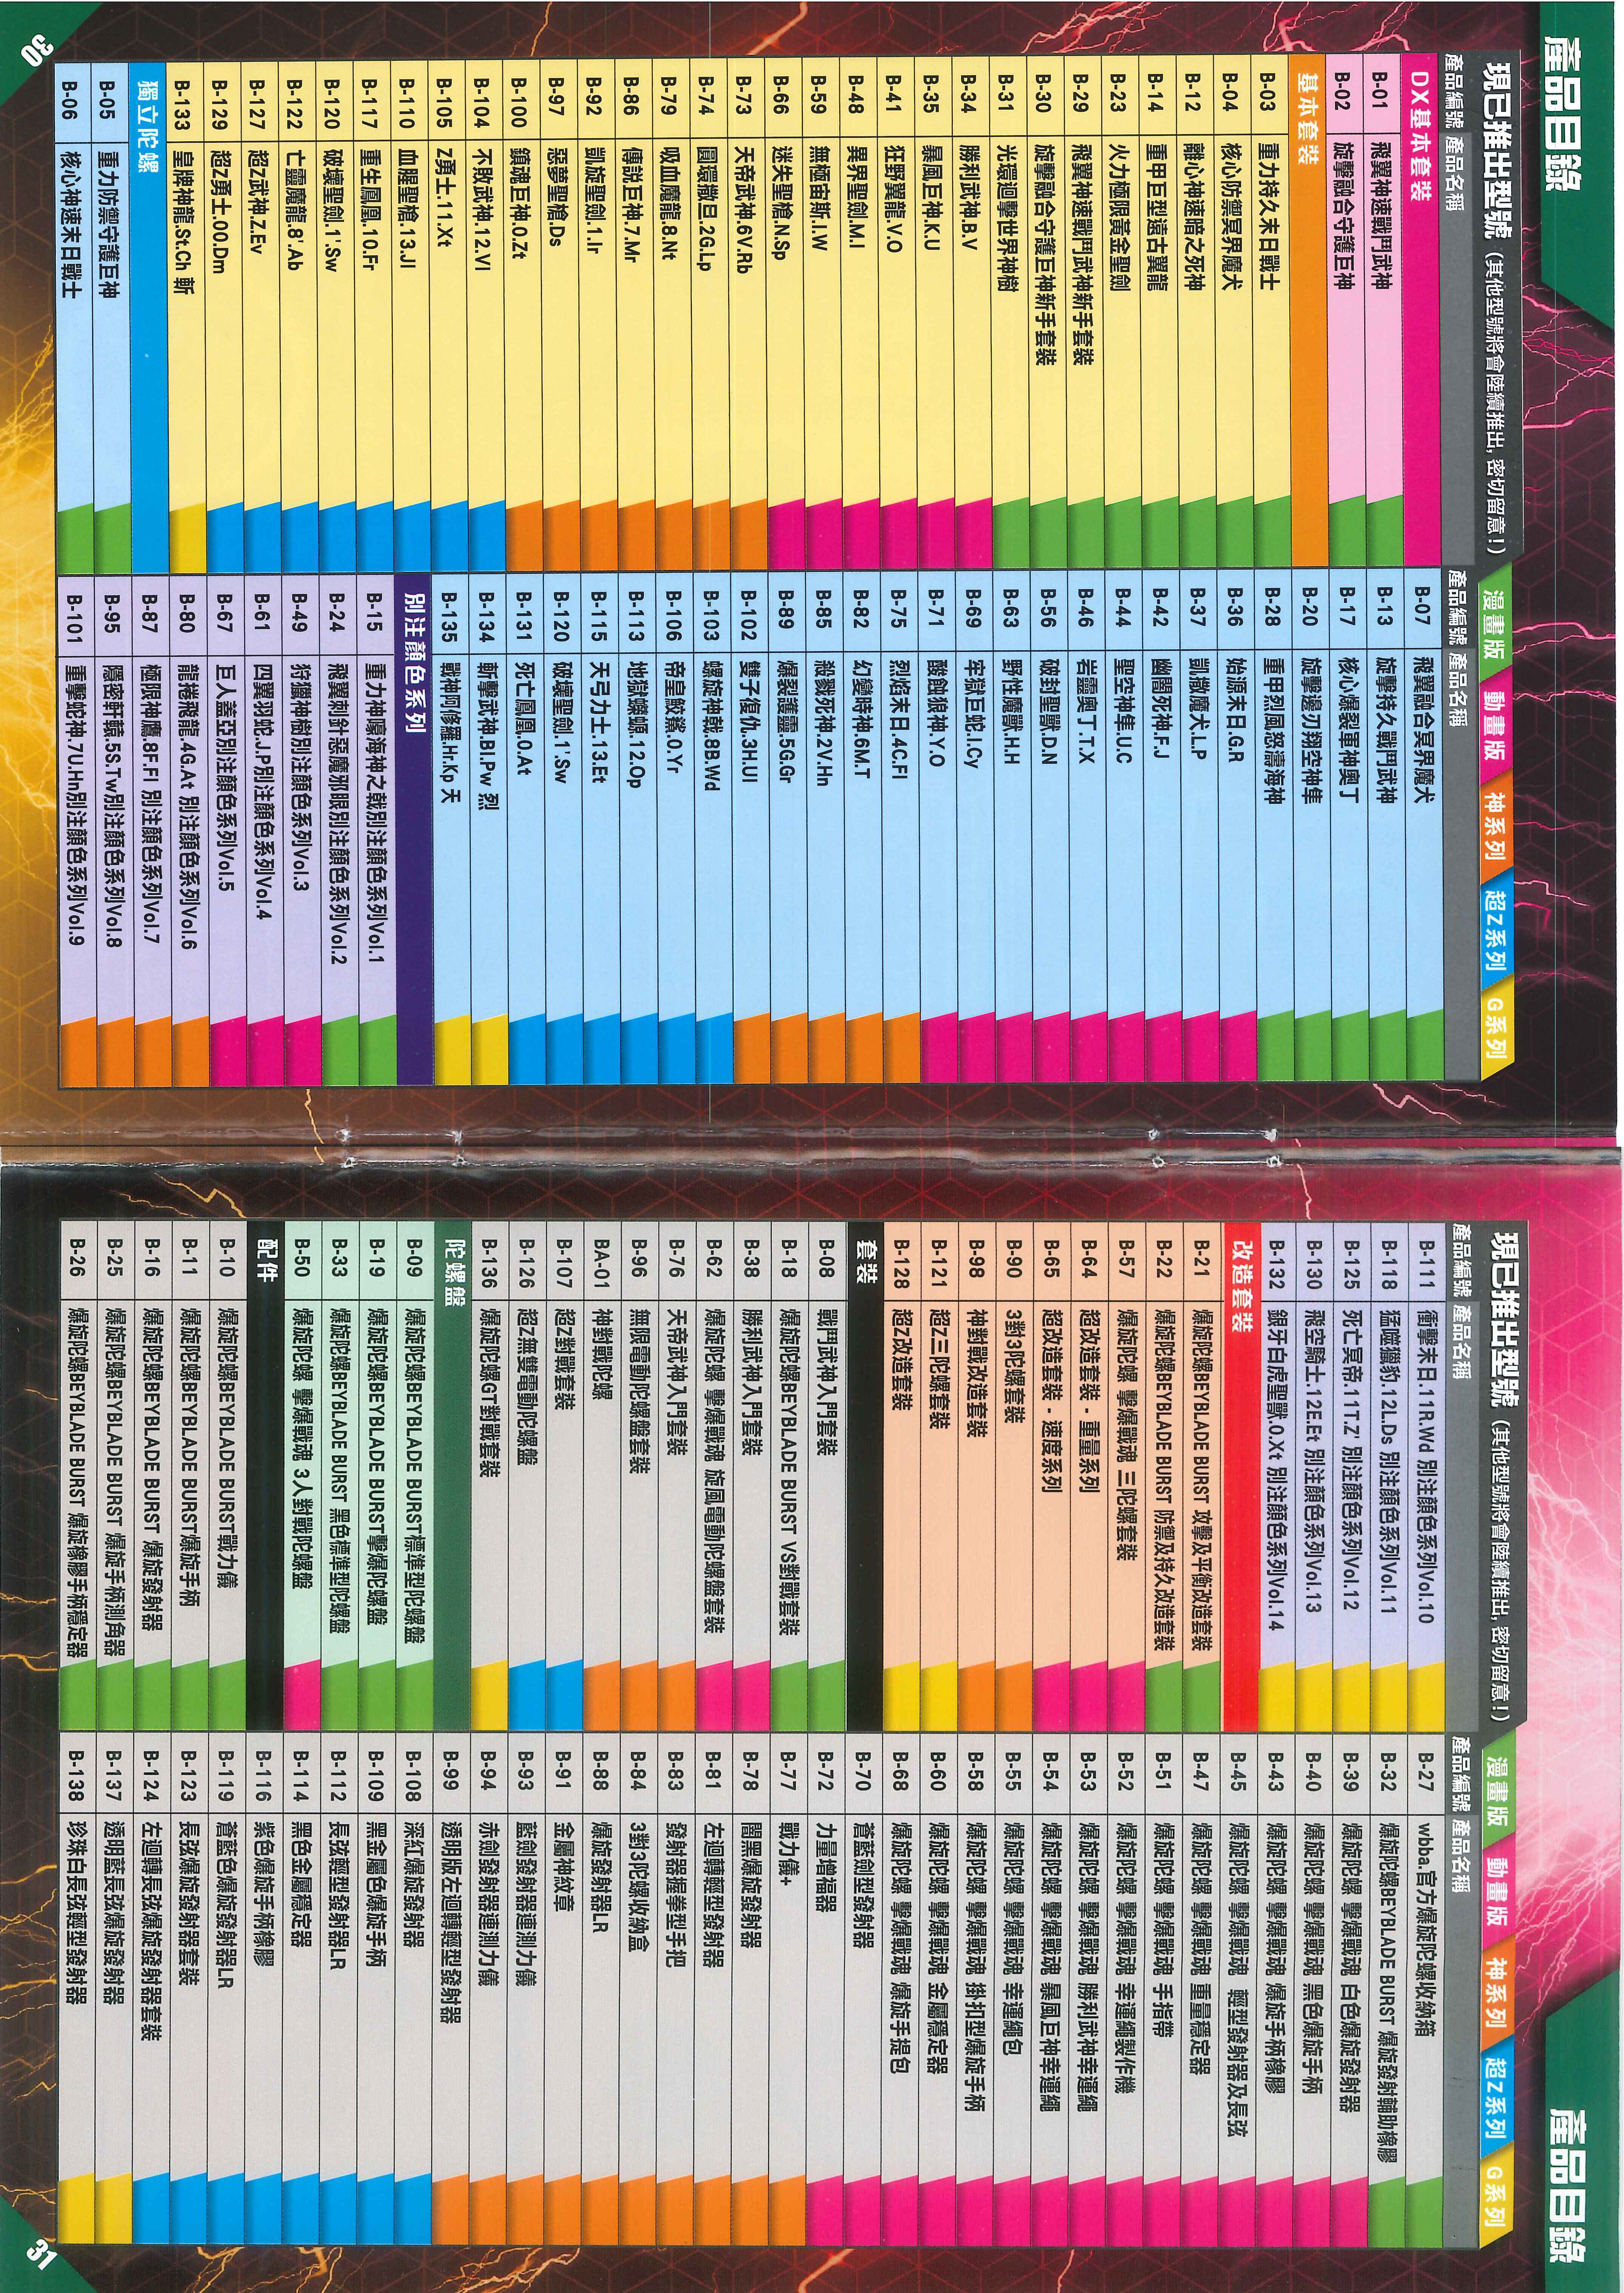 產品目錄
現已推出型號 (其他型號將會陸續推出, 密切留意!) 漫畫版 動畫版 神系列 超Z系列 G系列
產品編號 產品名稱
DX基本套裝
B-01 飛翼神速戰鬥武神
B-02 旋擊融合守護巨神
基本套裝
B-03 重力持久末日戰士
B-04 核心防禦冥界魔犬
B-12 離心神速暗之死神
B-14 重甲巨型遠古翼龍
B-23 火力極限黃金聖劍
B-29 飛翼神速戰鬥武神新手套裝
B-30 旋擊融合守護巨神新手套裝
B-31 光環迴擊世界神樹
B-34 勝利武神.B.V
B-35 暴風巨神.K.U
B-41 狂野翼龍.V.O
B-48 異界聖劍.M.I
B-59 無極宙斯.I.W
B-66 迷失聖槍.N.Sp
B-73 天帝武神.6V.Rb
B-74 圓環撒旦.2G.Lp
B-79 吸血魔龍.8.Nt
B-86 傳説巨神.7.Mr
B-92 凱旋聖劍.1.Ir
B-97 惡夢聖槍.Ds
B-100 鎮魂巨神.0.Zt
B-104 不敗武神.12.Vl
B-105 Z勇士.11.Xt
B-110 血腥聖槍.13.Jl
B-117 重生鳳凰.10.Fr
B-120 破壞聖劍.1'.Sw
B-122 亡靈魔龍.8'.Ab
B-127 超Z武神.Z.Ev
B-129 超Z勇士.00.Dm
B-133 皇牌神龍.St.Ch 斬
獨立陀螺
B-05 重力防禦守護巨神
B-06 核心神速末日戰士
產品編號 產品名稱
B-07 飛翼融合冥界魔犬
B-13 旋擊持久戰鬥武神
B-17 核心爆裂軍神奧丁
B-20 旋擊邊刃翔空神隼
B-28 重甲烈風怒濤海神
B-36 始源末日.G.R
B-37 凱撒魔犬.L.P
B-42 幽闇死神.F.J
B-44 聖空神隼.U.C
B-46 岩靈奧丁.T.X
B-56 破封聖獸.D.N
B-63 野性魔獸.H.H
B-69 牢獄巨蛇.I.Cy
B-71 酸蝕狼神.Y.O
B-75 烈焰末日.4C.Fl
B-82 幻變時神.6M.T
B-85 殺戮死神.2V.Hn
B-89 爆裂護靈.5G.Gr
B-102 雙子復仇.3H.Ul
B-103 螺旋神戟.8B.Wd
B-106 帝皇鮫鯊.0.Yr
B-113 地獄蠑螈.12.Op
B-115 天弓力士.13.Et
B-120 破壞聖劍.1'.Sw
B-131 死亡鳳凰.0.At
B-134 斬擊武神.Bl.Pw 烈
B-135 戰神阿修羅.Hr.Kp 天
別注顏色系列
B-15 重力神嚎海神之戟別注顏色系列Vol.1
B-24 飛翼刺針惡魔邪眼別注顏色系列Vol.2
B-49 狩獵神樹別注顏色系列Vol.3
B-61 四翼羽蛇.J.P別注顏色系列Vol.4
B-67 巨人蓋亞別注顏色系列Vol.5
B-80 龍捲飛龍.4G.At 別注顏色系列Vol.6
B-87 極限神鷹.8F.Fl 別注顏色系列Vol.7
B-95 隱密軒轅.5S.Tw別注顏色系列Vol.8
B-101 重擊蛇神.7U.Hn別注顏色系列Vol.9
30
產品目錄
現已推出型號 (其他型號將會陸續推出, 密切留意!) 漫畫版 動畫版 神系列 超Z系列 G系列
產品編號 產品名稱
B-111 衝擊末日.11R.Wd 別注顏色系列Vol.10
B-118 猛噬獵豹.12L.Ds 別注顏色系列Vol.11
B-125 死亡冥帝.11T.Z' 別注顏色系列Vol.12
B-130 飛空騎士.12E.Et 別注顏色系列Vol.13
B-132 銀牙白虎聖獸.0.Xt 別注顏色系列Vol.14
改造套裝
B-21 爆旋陀螺BEYBLADE BURST 攻擊及平衡改造套裝
B-22 爆旋陀螺BEYBLADE BURST 防禦及持久改造套裝
B-57 爆旋陀螺 擊爆戰魂 三陀螺套裝
B-64 超改造套裝 - 重量系列
B-65 超改造套裝 - 速度系列
B-90 3對3陀螺套裝
B-98 神對戰改造套裝
B-121 超Z三陀螺套裝
B-128 超Z改造套裝
套裝
B-08 戰鬥武神入門套裝
B-18 爆旋陀螺BEYBLADE BURST VS對戰套裝
B-38 勝利武神入門套裝
B-62 爆旋陀螺 擊爆戰魂 旋風電動陀螺盤套裝
B-76 天帝武神入門套裝
B-96 無限電動陀螺盤套裝
BA-01 神對戰陀螺
B-107 超Z對戰套裝
B-126 超Z無雙電動陀螺盤
B-136 爆旋陀螺GT對戰套裝
陀螺盤
B-09 爆旋陀螺BEYBLADE BURST標準型陀螺盤
B-19 爆旋陀螺BEYBLADE BURST擊爆陀螺盤
B-33 爆旋陀螺BEYBLADE BURST 黑色標準型陀螺盤
B-50 爆旋陀螺 擊爆戰魂 3人對戰陀螺盤
配件
B-10 爆旋陀螺BEYBLADE BURST戰力儀
B-11 爆旋陀螺BEYBLADE BURST爆旋手柄
B-16 爆旋陀螺BEYBLADE BURST 爆旋發射器
B-25 爆旋陀螺BEYBLADE BURST 爆旋手柄測角器
B-26 爆旋陀螺BEYBLADE BURST 爆旋橡膠手柄穩定器
產品編號 產品名稱
B-27 wbba.官方爆旋陀螺收納箱
B-32 爆旋陀螺BEYBLADE BURST 爆旋發射輔助橡膠
B-39 爆旋陀螺 擊爆戰魂 白色爆旋發射器
B-40 爆旋陀螺 擊爆戰魂 黑色爆旋手柄
B-43 爆旋陀螺 擊爆戰魂 爆旋手柄橡膠
B-45 爆旋陀螺 擊爆戰魂 輕型發射器及長弦
B-47 爆旋陀螺 擊爆戰魂 重量穩定器
B-51 爆旋陀螺 擊爆戰魂 手指帶
B-52 爆旋陀螺 擊爆戰魂 幸運繩製作機
B-53 爆旋陀螺 擊爆戰魂 勝利武神幸運繩
B-54 爆旋陀螺 擊爆戰魂 暴風巨神幸運繩
B-55 爆旋陀螺 擊爆戰魂 幸運繩包
B-58 爆旋陀螺 擊爆戰魂 掛扣型爆旋手柄
B-60 爆旋陀螺 擊爆戰魂 金屬穩定器
B-68 爆旋陀螺 擊爆戰魂 爆旋手提包
B-70 蒼藍劍型發射器
B-72 力量增福器
B-77 戰力儀+
B-78 闇黑爆旋發射器
B-81 左迴轉輕型發射器
B-83 發射器握拳型手把
B-84 3對3陀螺收納盒
B-88 爆旋發射器LR
B-91 金屬神紋章
B-93 藍劍發射器連測力儀
B-94 赤劍發射器連測力儀
B-99 透明版左迴轉輕型發射器
B-108 深紅爆旋發射器
B-109 黑金屬色爆旋手柄
B-112 長弦輕型發射器LR
B-114 黑色金屬穩定器
B-116 紫色爆旋手柄橡膠
B-119 蒼藍色爆旋發射器LR
B-123 長弦爆旋發射器套裝
B-124 左迴轉長弦爆旋發射器套裝
B-137 透明藍長弦爆旋發射器
B-138 珍珠白長弦輕型發射器
31